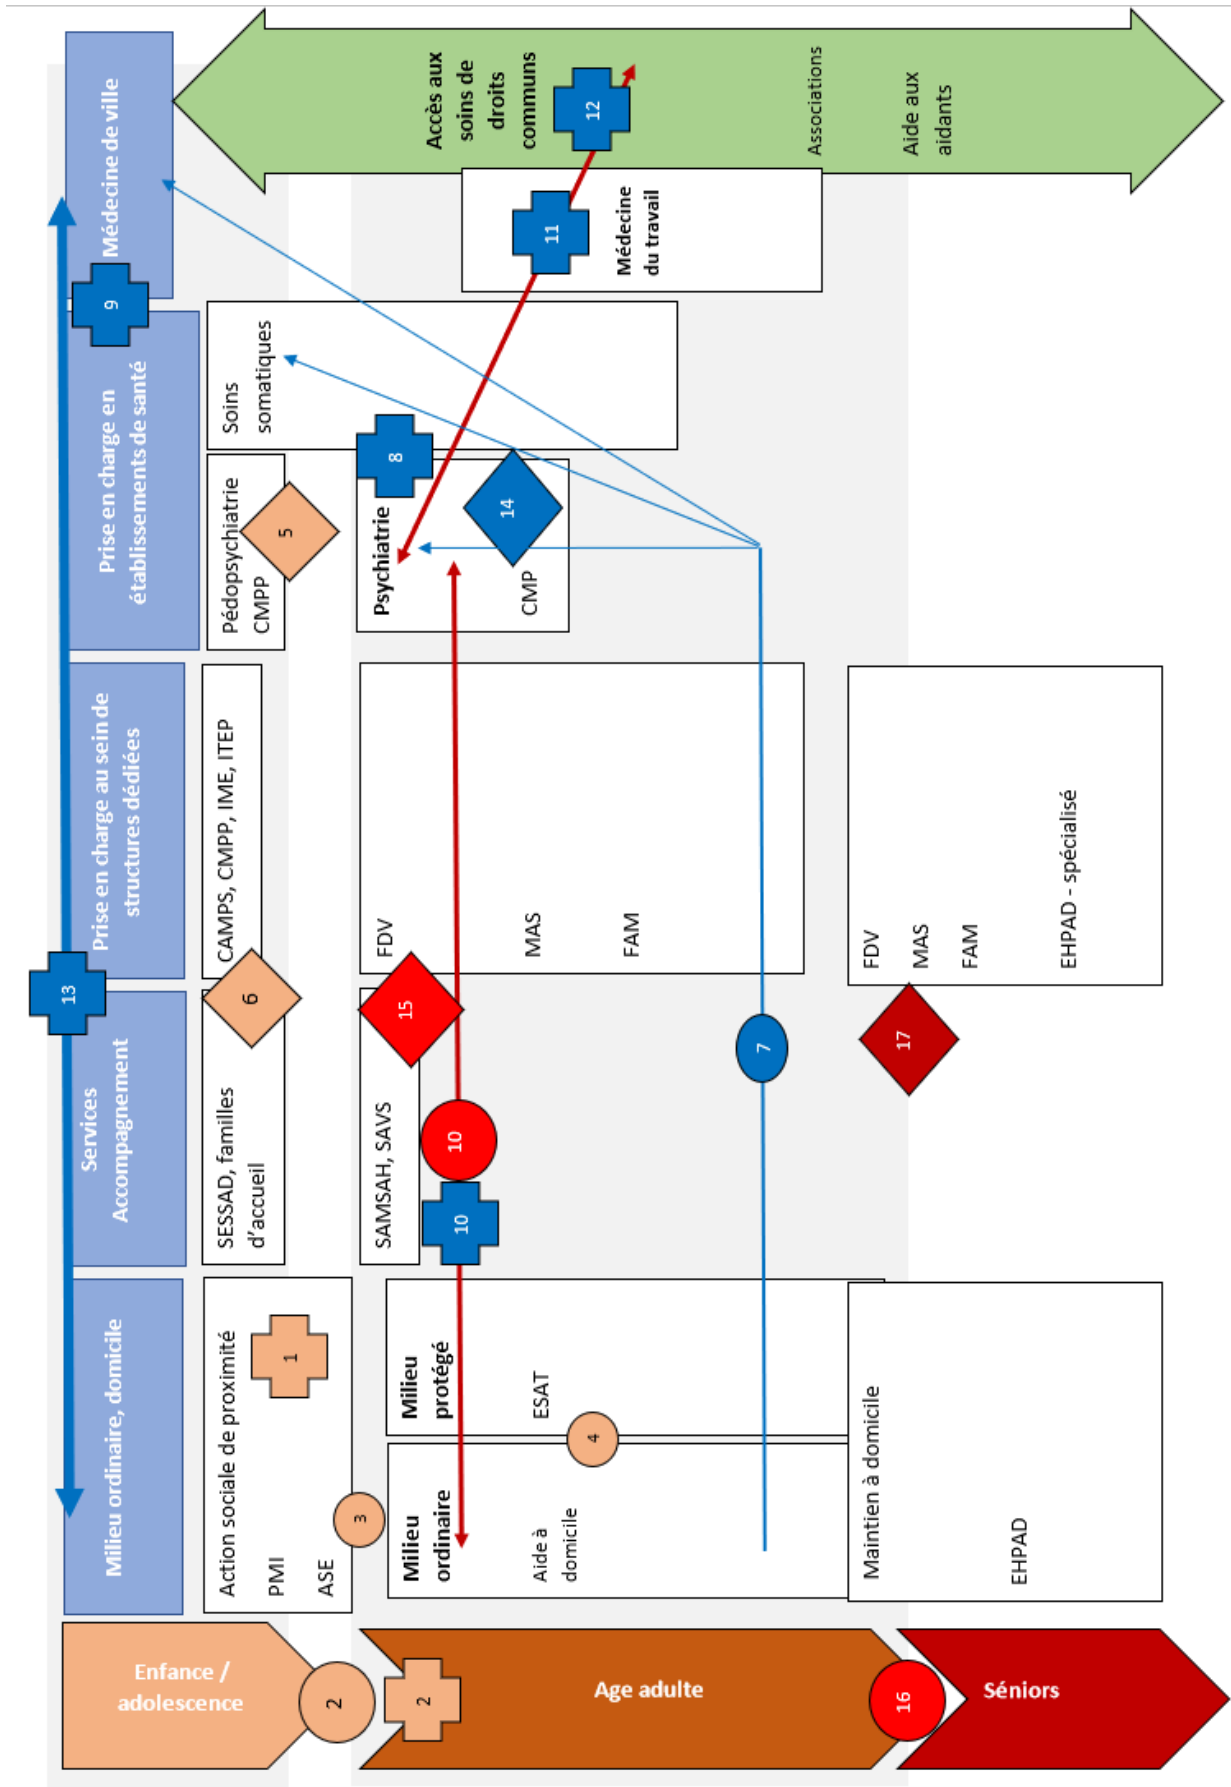 Milieu ordinaire, domicile
Services
Accompagnement
Prise en charge au sein de
structures dédiées
Prise en charge en
établissements de santé
Médecine de ville
13
9
Enfance /
adolescence
2
2
Age adulte
16
Séniors
Action sociale de proximité
PMI
ASE
1
3
SESSAD, familles
d’accueil
6
CAMPS, CMPP, IME, ITEP
Pédopsychiatrie
CMPP
5
Soins
somatiques
Milieu
ordinaire
Aide à
domicile
4
Milieu
protégé
ESAT
SAMSAH, SAVS
15
10
10
FDV
MAS
FAM
7
Psychiatrie
8
14
CMP
11
Médecine
du travail
Accès aux
soins de
droits
communs
12
Associations
Aide aux
aidants
Maintien à domicile
EHPAD
17
FDV
MAS
FAM
EHPAD - spécialisé